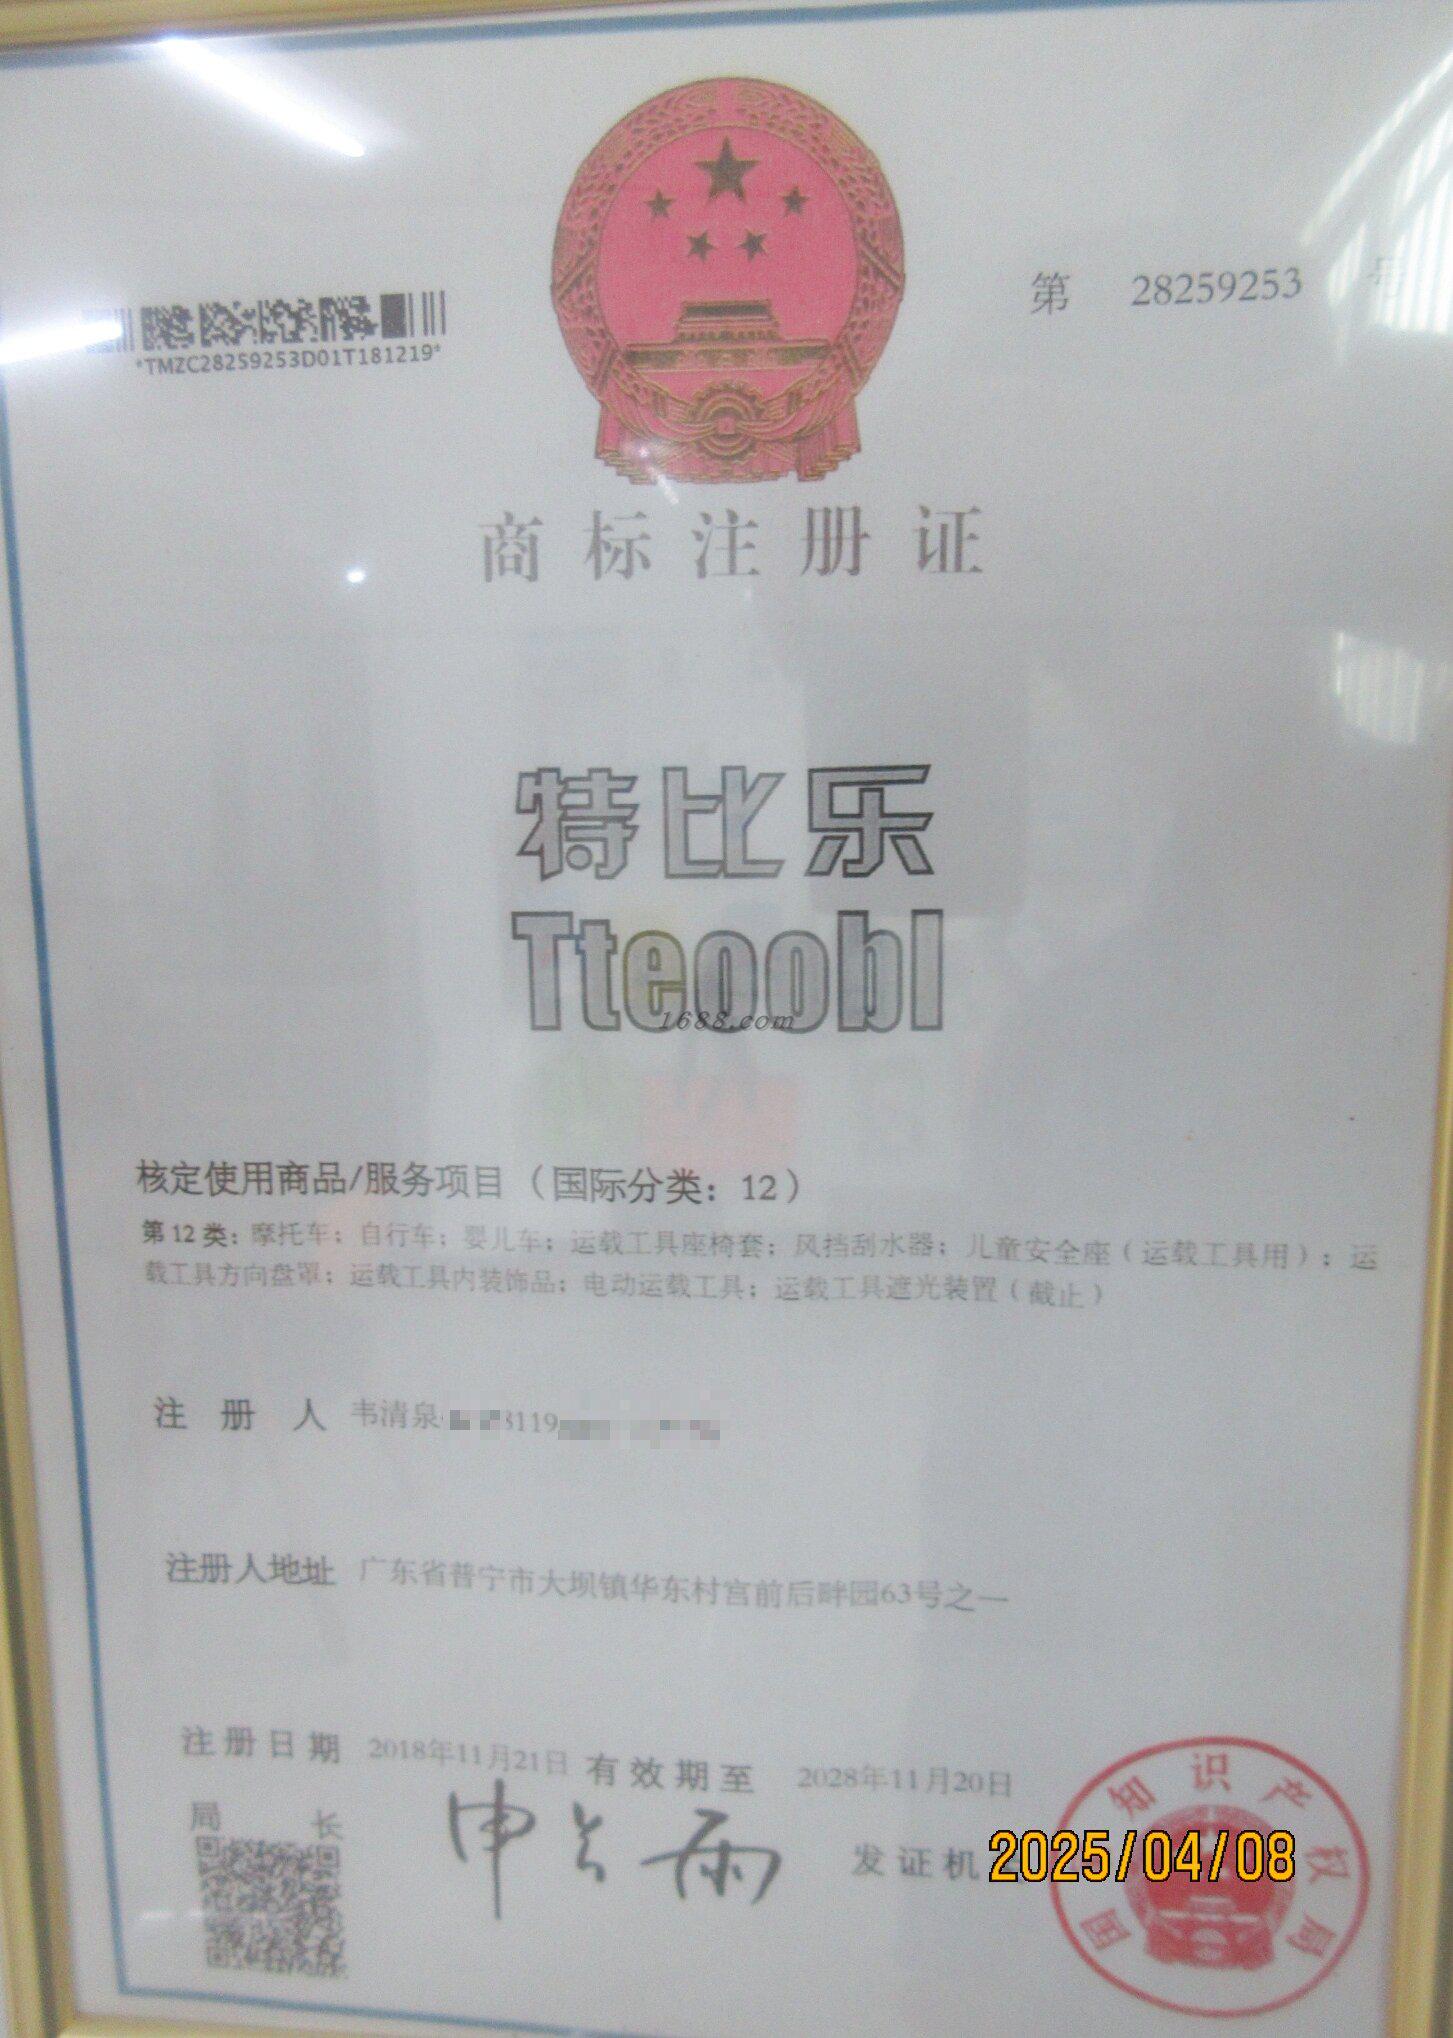 第 28259253 号
*TMZC28259253D01T181219*
商标注册证
特比乐
Tteoobl
1688.com
核定使用商品/服务项目（国际分类：12）
第12类：摩托车；自行车；婴儿车；运载工具座椅套；风挡刮水器；儿童安全座（运载工具用）；运
载工具方向盘罩；运载工具内装饰品；电动运载工具；运载工具遮光装置（截止）
注册人 韦清泉 8119
注册人地址 广东省普宁市大坝镇华东村宫前后畔园63号之一
注册日期 2018年11月21日 有效期至 2028年11月20日
局长 申长雨 发证机
2025/04/08
国知识产权局